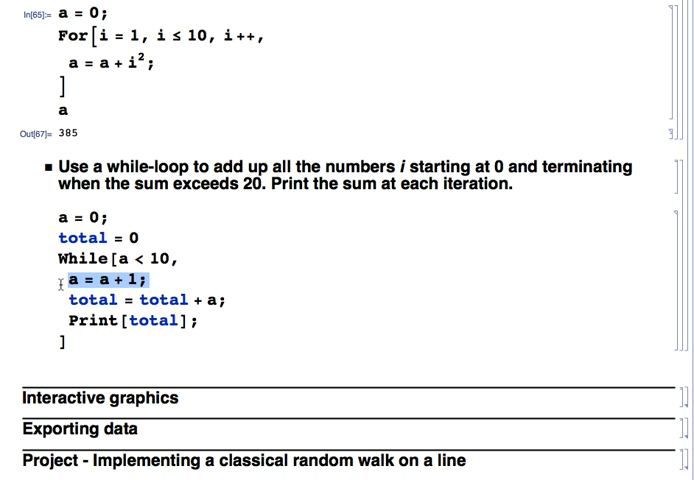 In[65]:= a = 0;
For[i = 1, i ≤ 10, i++,
a = a + i²;
]
a
Out[67]= 385
▪ Use a while-loop to add up all the numbers i starting at 0 and terminating
when the sum exceeds 20. Print the sum at each iteration.
a = 0;
total = 0
While[a < 10,
a = a + 1;
total = total + a;
Print[total];
]
Interactive graphics
Exporting data
Project - Implementing a classical random walk on a line